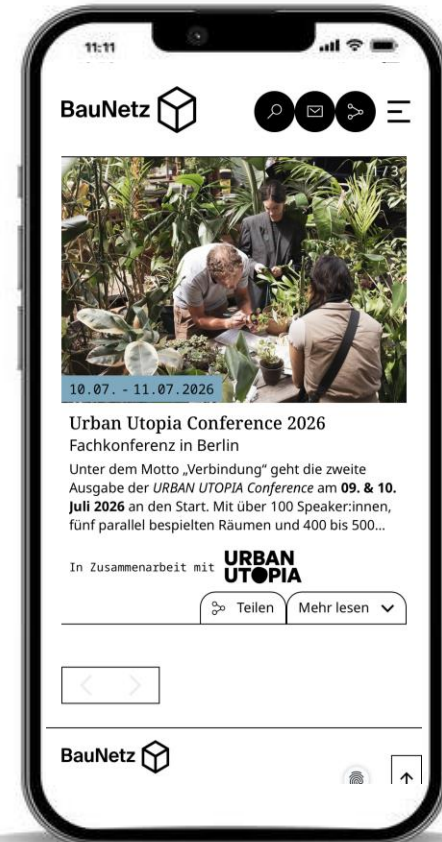 11:11
BauNetz
1 / 3
10.07. - 11.07.2026
Urban Utopia Conference 2026
Fachkonferenz in Berlin
Unter dem Motto „Verbindung“ geht die zweite
Ausgabe der URBAN UTOPIA Conference am 09. & 10.
Juli 2026 an den Start. Mit über 100 Speaker:innen,
fünf parallel bespielten Räumen und 400 bis 500...
In Zusammenarbeit mit URBAN
UTOPIA
Teilen Mehr lesen
BauNetz